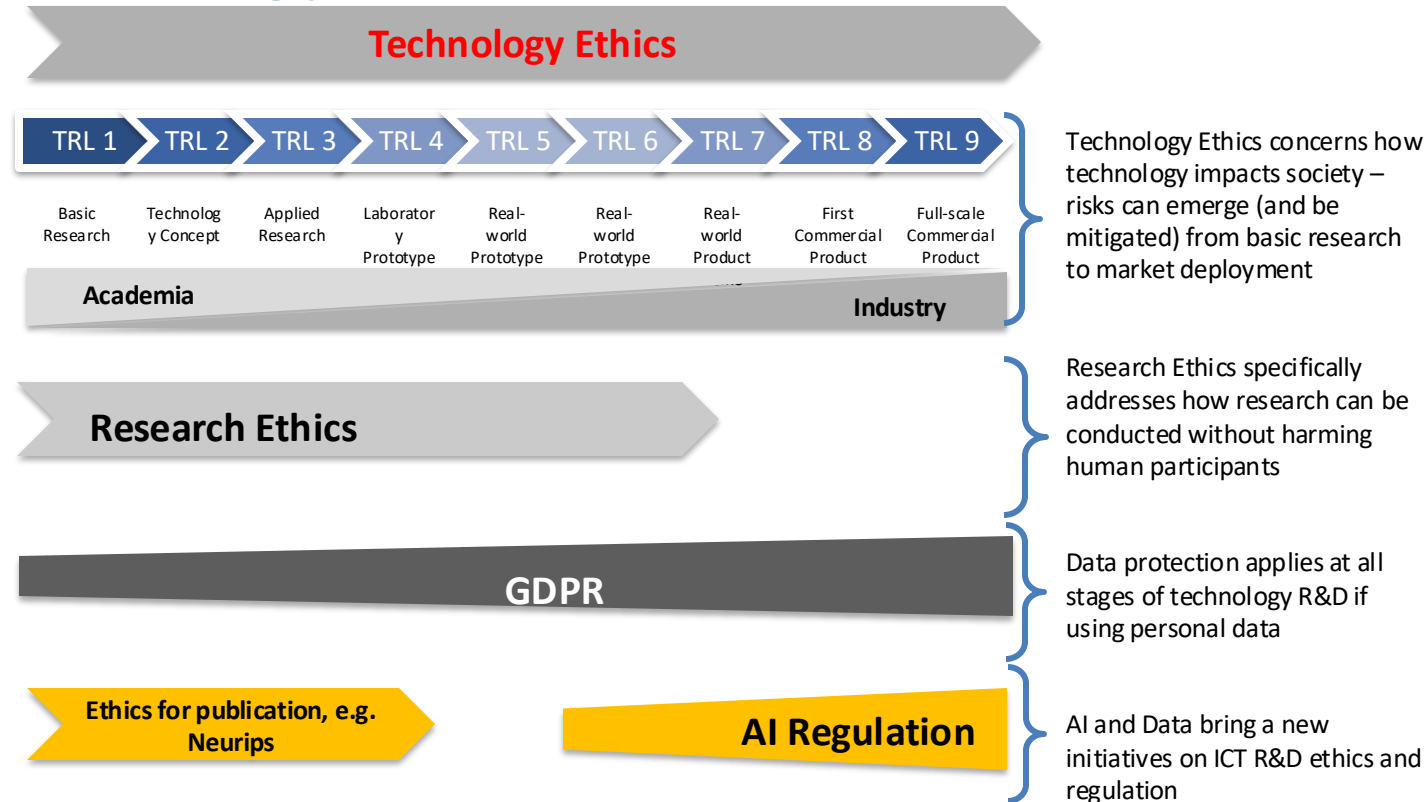 Technology Ethics
TRL 1 TRL 2 TRL 3 TRL 4 TRL 5 TRL 6 TRL 7 TRL 8 TRL 9
Basic
Research
Technolog
y Concept
Applied
Research
Laborator
y
Prototype
Real-
world
Prototype
Real-
world
Prototype
Real-
world
Product
First
Commercial
Product
Full-scale
Commercial
Product
Academia
Industry
Technology Ethics concerns how
technology impacts society –
risks can emerge (and be
mitigated) from basic research
to market deployment
Research Ethics
Research Ethics specifically
addresses how research can be
conducted without harming
human participants
GDPR
Data protection applies at all
stages of technology R&D if
using personal data
Ethics for publication, e.g.
Neurips
AI Regulation
AI and Data bring a new
initiatives on ICT R&D ethics and
regulation